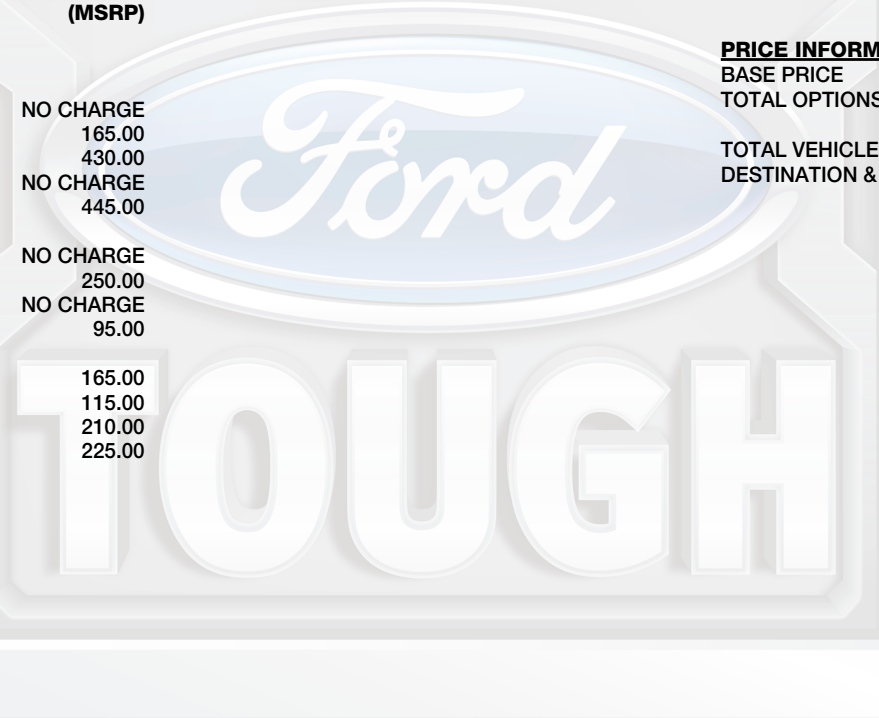 (MSRP)
NO CHARGE
165.00
430.00
NO CHARGE
445.00
NO CHARGE
250.00
NO CHARGE
95.00
165.00
115.00
210.00
225.00
PRICE INFORM
BASE PRICE
TOTAL OPTIONS
TOTAL VEHICLE
DESTINATION &
Ford
TOUGH